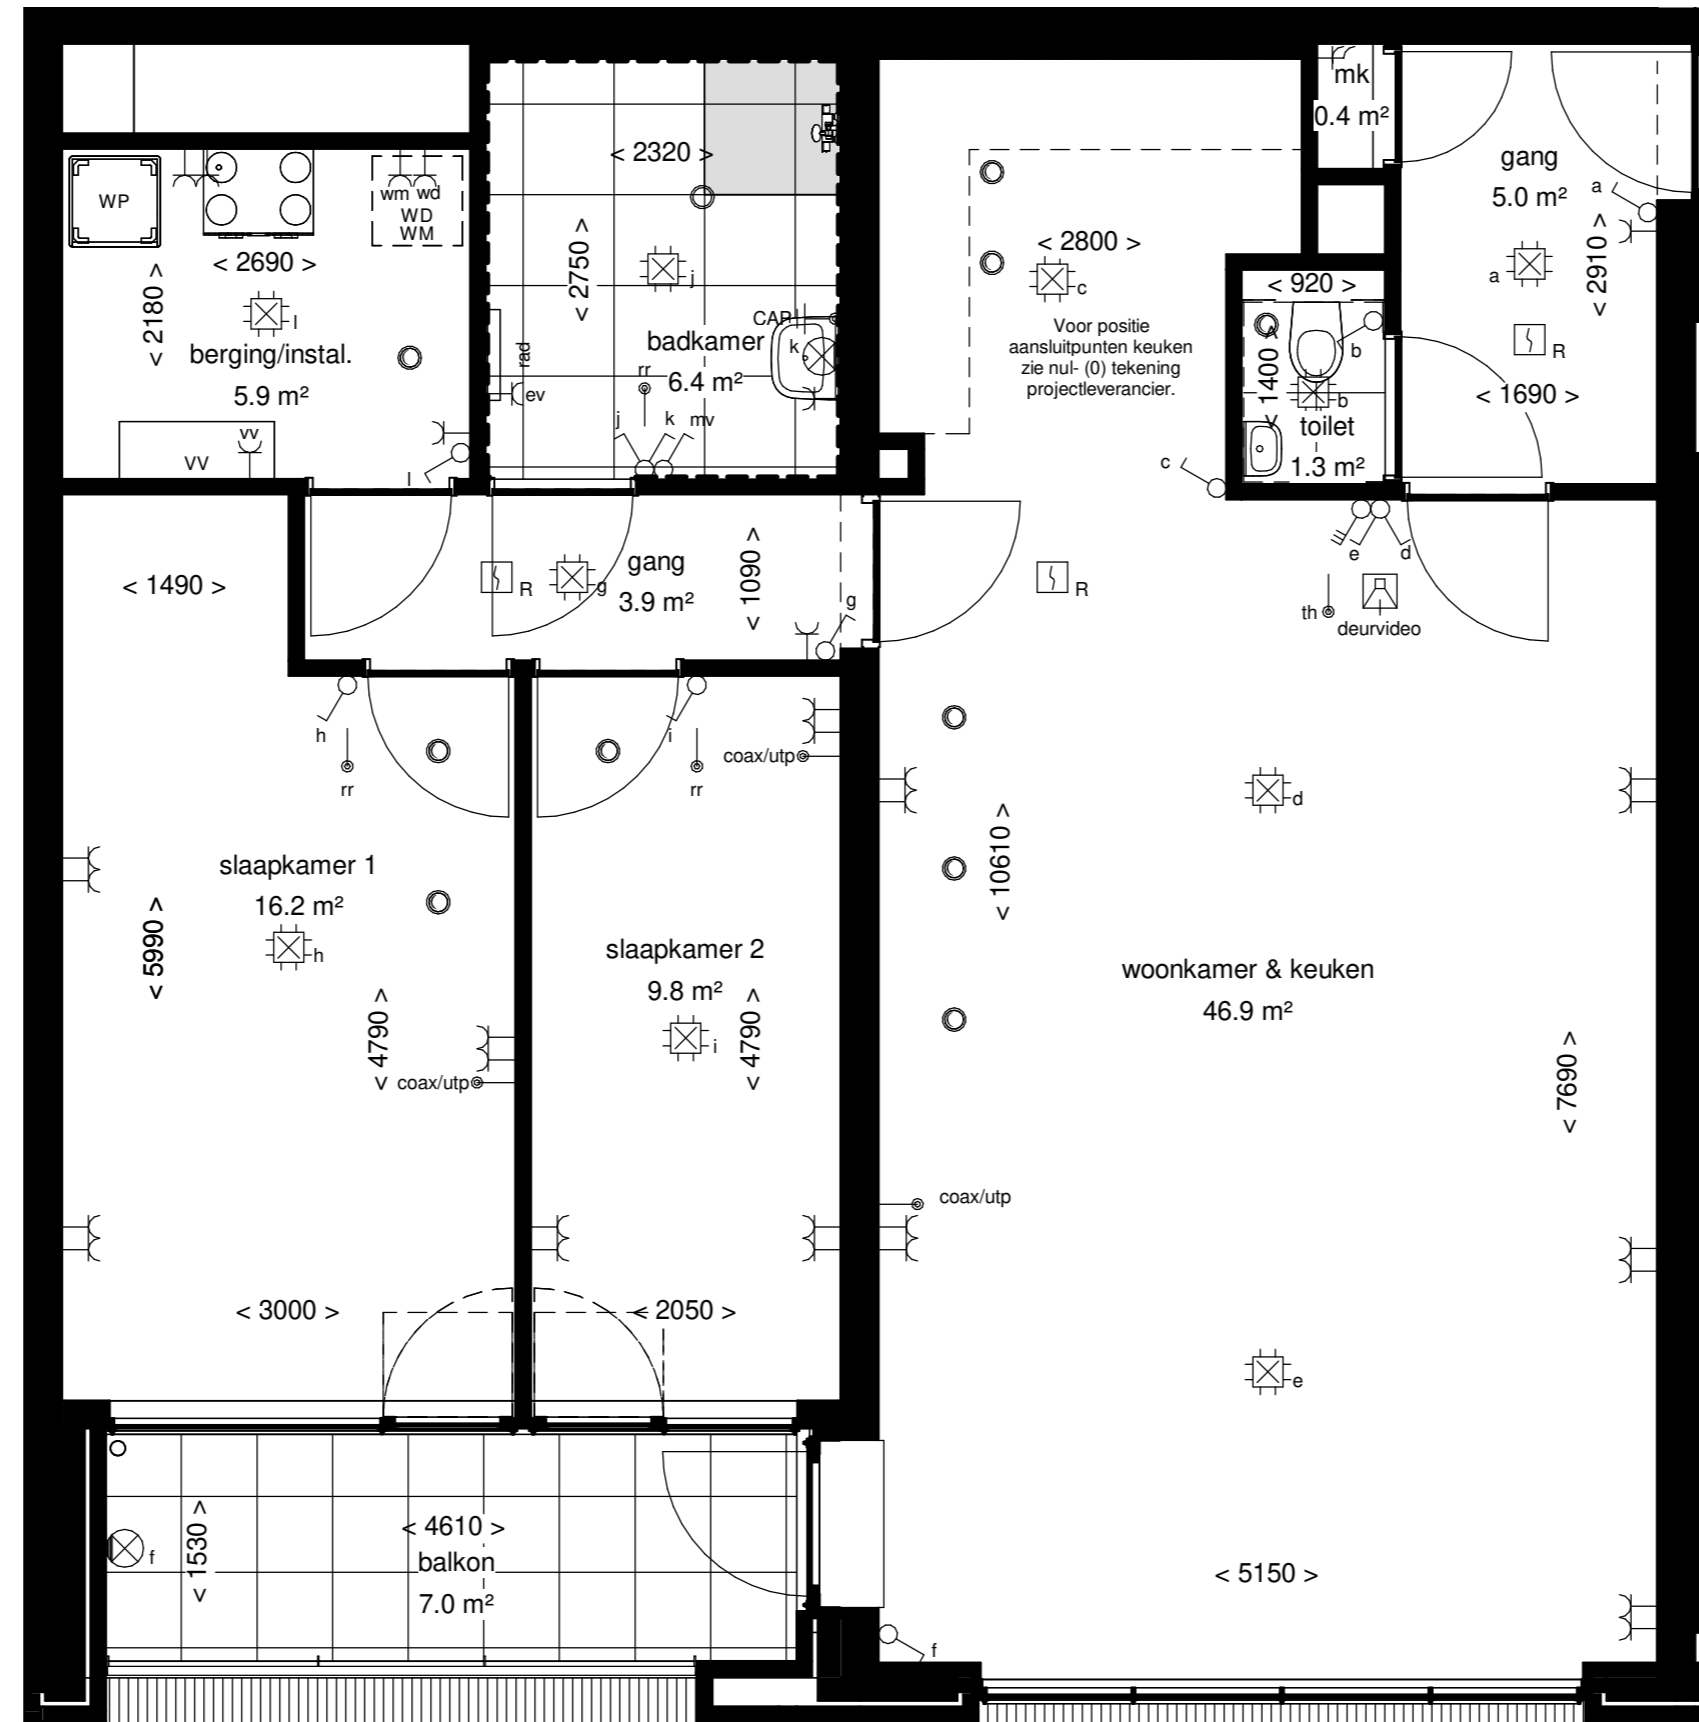 mk
0.4 m²
gang
5.0 m²
a
< 2910 >
a
R
< 1690 >
WP
wm wd
WD
WM
< 2690 >
< 2180 >
l
berging/instal.
5.9 m²
vv
VV
l
< 2320 >
< 2750 >
j
CAP
k
badkamer
6.4 m²
rad
ev
rr
j
k
mv
< 2800 >
c
Voor positie
aansluitpunten keuken
zie nul- (0) tekening
projectleverancier.
< 920 >
< 1400 >
b
b
toilet
1.3 m²
c
< 1490 >
R
g
gang
3.9 m²
< 1090 >
g
R
e
d
th
deurvideo
h
rr
i
rr
coax/utp
d
slaapkamer 1
16.2 m²
h
< 5990 >
< 4790 >
coax/utp
slaapkamer 2
9.8 m²
i
< 4790 >
< 10610 >
woonkamer & keuken
46.9 m²
< 7690 >
coax/utp
< 3000 >
< 2050 >
e
< 4610 >
balkon
7.0 m²
< 1530 >
f
< 5150 >
f